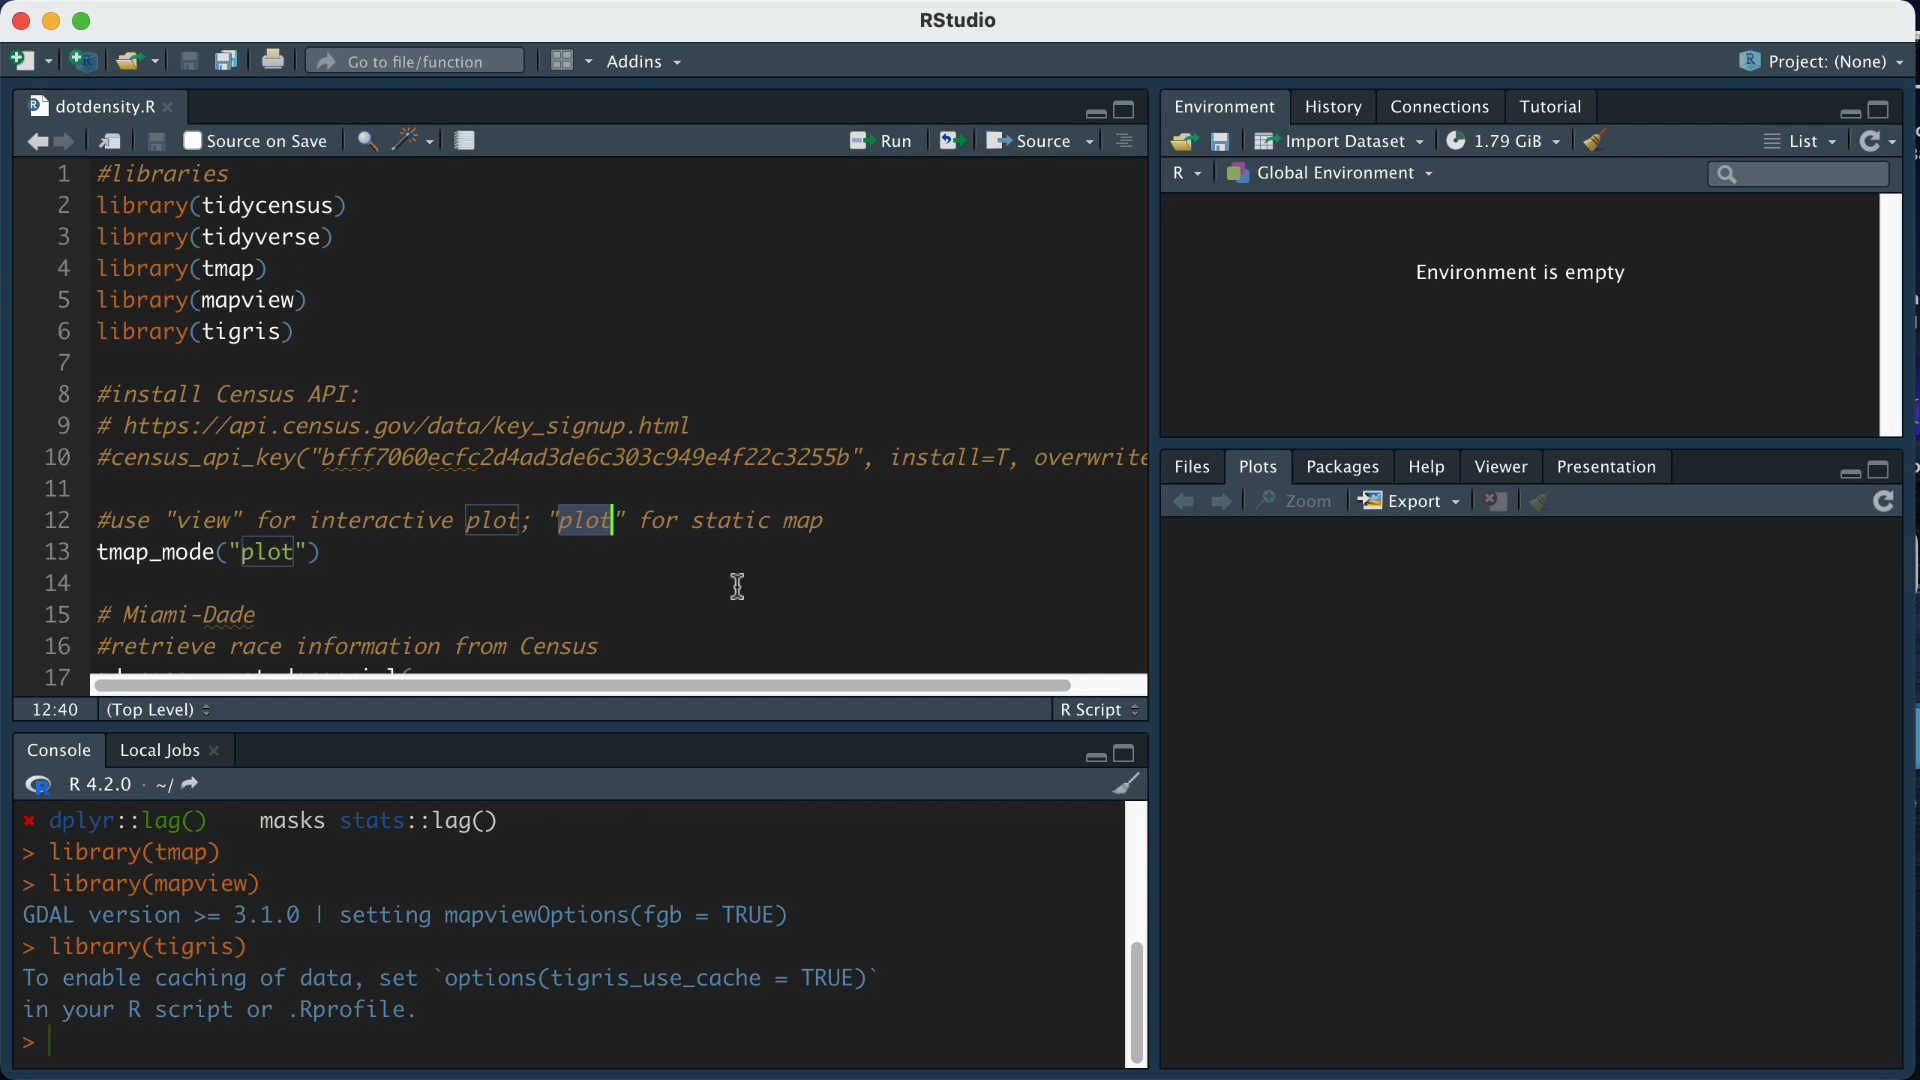 RStudio
Go to file/function
Addins
Project: (None)
dotdensity.R
Source on Save
Run
Source
1 #libraries
2 library(tidycensus)
3 library(tidyverse)
4 library(tmap)
5 library(mapview)
6 library(tigris)
7
8 #install Census API:
9 # https://api.census.gov/data/key_signup.html
10 #census_api_key("bfff7060ecfc2d4ad3de6c303c949e4f22c3255b", install=T, overwrite
11
12 #use "view" for interactive plot; "plot" for static map
13 tmap_mode("plot")
14
15 # Miami-Dade
16 #retrieve race information from Census
17
12:40 (Top Level) R Script
Console Local Jobs
R 4.2.0 · ~/
✖ dplyr::lag() masks stats::lag()
> library(tmap)
> library(mapview)
GDAL version >= 3.1.0 | setting mapviewOptions(fgb = TRUE)
> library(tigris)
To enable caching of data, set `options(tigris_use_cache = TRUE)`
in your R script or .Rprofile.
>
Environment History Connections Tutorial
Import Dataset 1.79 GiB List
R Global Environment
Environment is empty
Files Plots Packages Help Viewer Presentation
Zoom Export